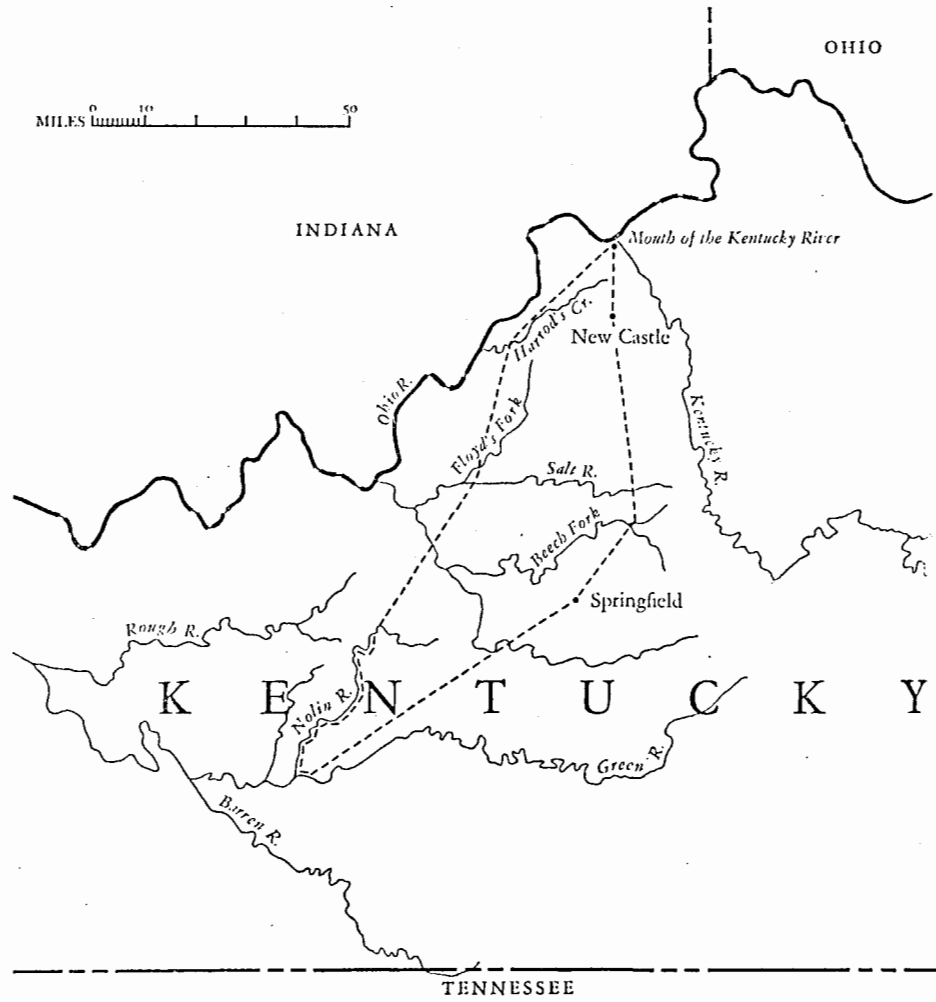 OHIO
0 10 50
MILES
INDIANA
Mouth of the Kentucky River
Harrod's Cr.
New Castle
Ohio R.
Kentucky R.
Floyd's Fork
Salt R.
Beech Fork
Springfield
Rough R.
KENTUCKY
Nolin R.
Green R.
Barren R.
TENNESSEE